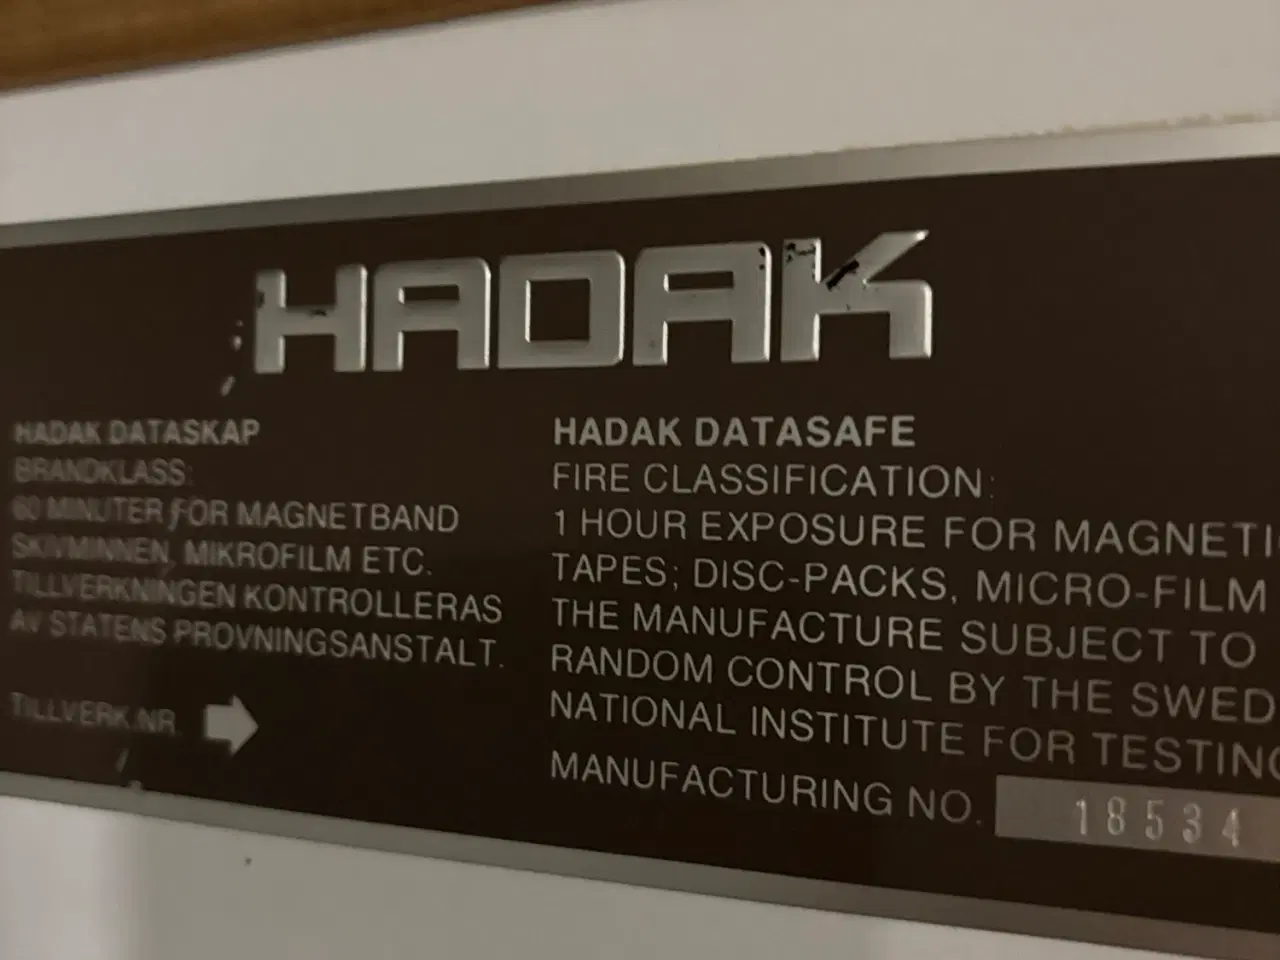 HADAK
HADAK DATASKAP
BRANDKLASS:
60 MINUTER FÖR MAGNETBAND
SKIVMINNEN, MIKROFILM ETC.
TILLVERKNINGEN KONTROLLERAS
AV STATENS PROVNINGSANSTALT.
TILLVERK.NR.
HADAK DATASAFE
FIRE CLASSIFICATION:
1 HOUR EXPOSURE FOR MAGNETI
TAPES; DISC-PACKS, MICRO-FILM
THE MANUFACTURE SUBJECT TO
RANDOM CONTROL BY THE SWED
NATIONAL INSTITUTE FOR TESTING
MANUFACTURING NO. 18534